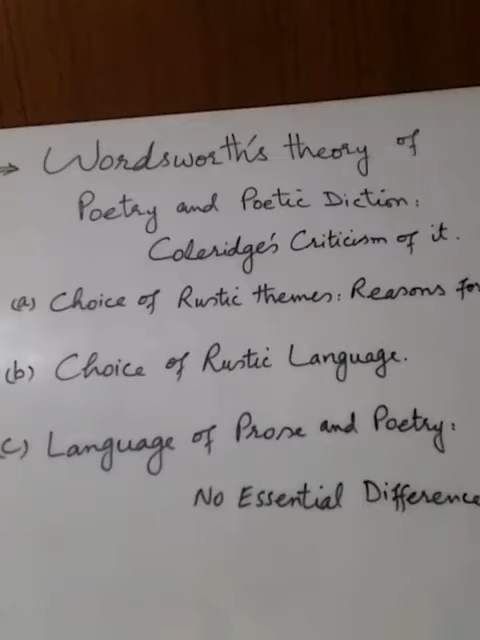 → Wordsworth's theory of
Poetry and Poetic Diction:
Coleridge's Criticism of it.
(a) Choice of Rustic themes: Reasons for
(b) Choice of Rustic Language.
(c) Language of Prose and Poetry:
No Essential Difference